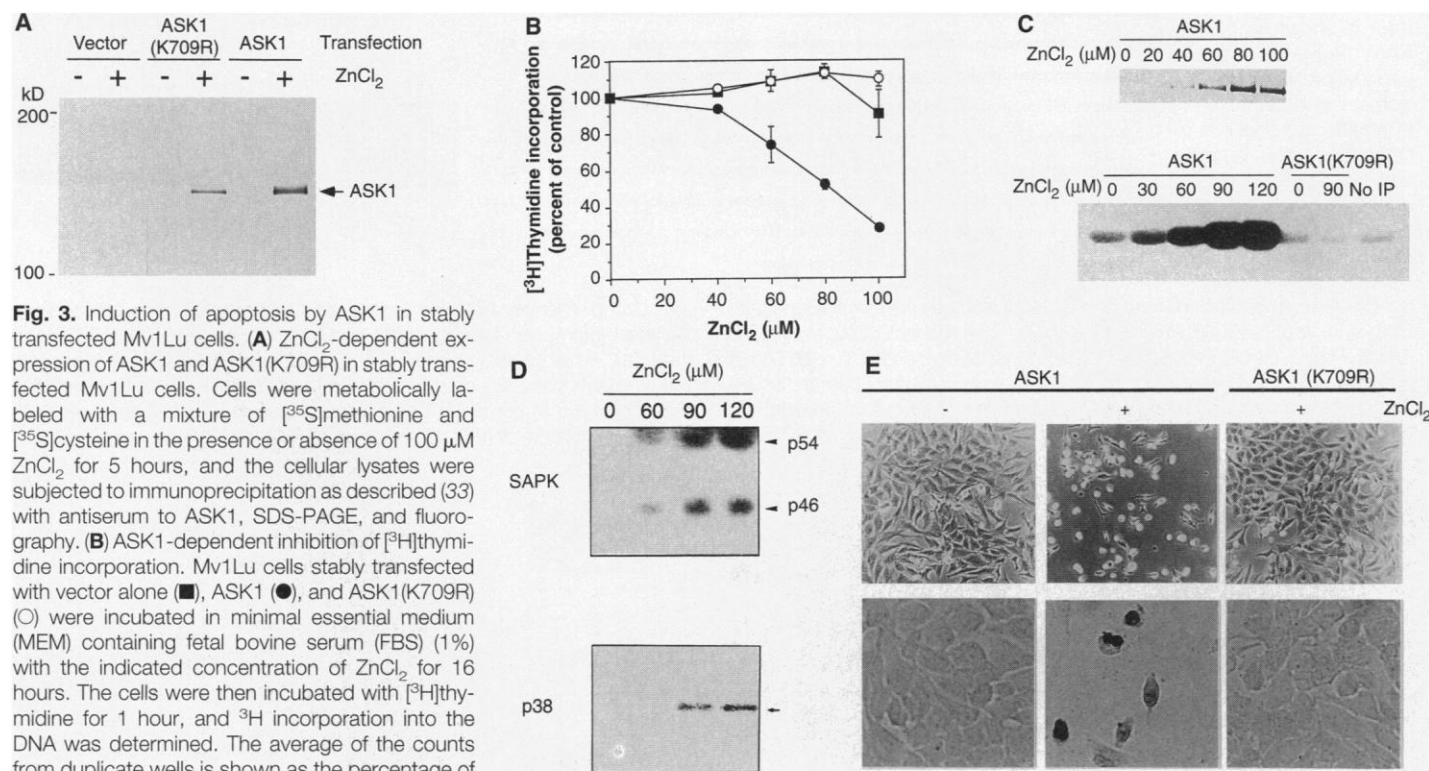 A
Vector ASK1 (K709R) ASK1 Transfection
- + - + - + ZnCl₂
kD
200
ASK1
100
B
[³H]Thymidine incorporation
(percent of control)
120
100
80
60
40
20
0
0 20 40 60 80 100
ZnCl₂ (μM)
C
ASK1
ZnCl₂ (μM) 0 20 40 60 80 100
ASK1 ASK1(K709R)
ZnCl₂ (μM) 0 30 60 90 120 0 90 No IP
Fig. 3. Induction of apoptosis by ASK1 in stably
transfected Mv1Lu cells. (A) ZnCl₂-dependent ex-
pression of ASK1 and ASK1(K709R) in stably trans-
fected Mv1Lu cells. Cells were metabolically la-
beled with a mixture of [³⁵S]methionine and
[³⁵S]cysteine in the presence or absence of 100 μM
ZnCl₂ for 5 hours, and the cellular lysates were
subjected to immunoprecipitation as described (33)
with antiserum to ASK1, SDS-PAGE, and fluoro-
graphy. (B) ASK1-dependent inhibition of [³H]thymi-
dine incorporation. Mv1Lu cells stably transfected
with vector alone (■), ASK1 (●), and ASK1(K709R)
(○) were incubated in minimal essential medium
(MEM) containing fetal bovine serum (FBS) (1%)
with the indicated concentration of ZnCl₂ for 16
hours. The cells were then incubated with [³H]thy-
midine for 1 hour, and ³H incorporation into the
DNA was determined. The average of the counts
from duplicate wells is shown as the percentage of
D
ZnCl₂ (μM)
0 60 90 120
SAPK
p54
p46
p38
E
ASK1 ASK1 (K709R)
- + + ZnCl₂